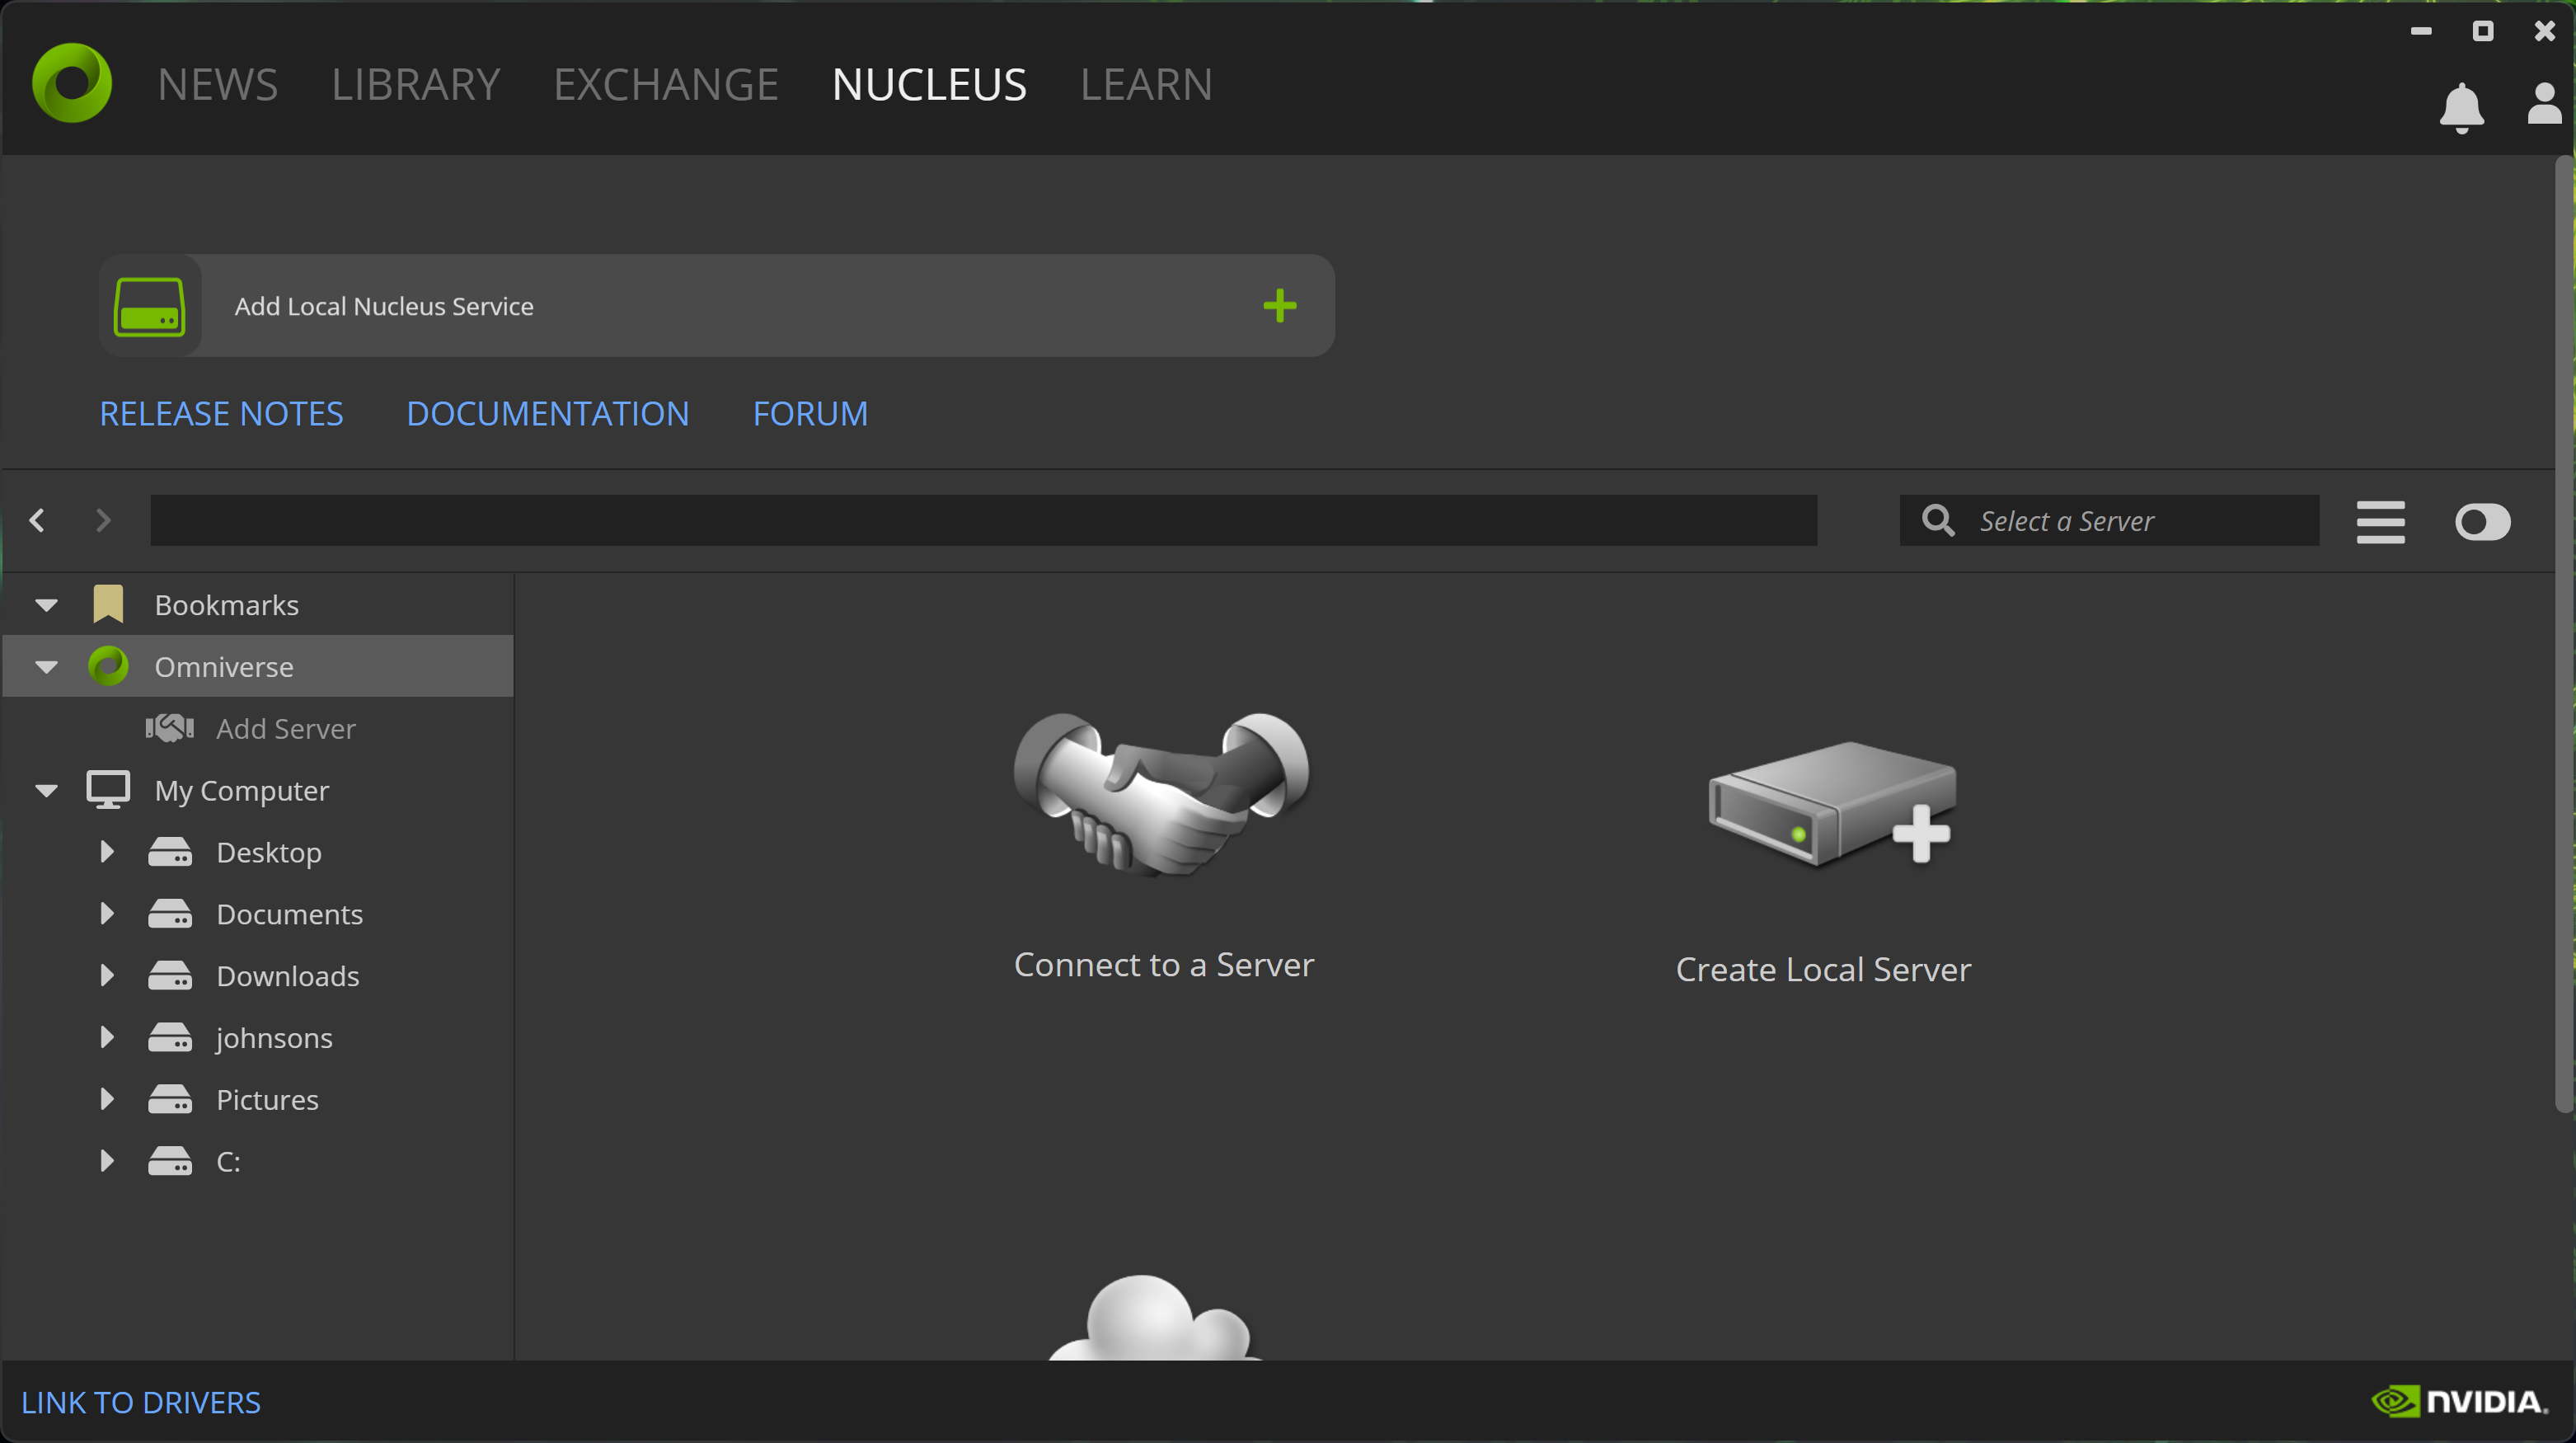 NEWS LIBRARY EXCHANGE NUCLEUS LEARN
Add Local Nucleus Service
RELEASE NOTES DOCUMENTATION FORUM
Select a Server
Bookmarks
Omniverse
Add Server
My Computer
Desktop
Documents
Downloads
johnsons
Pictures
C:
Connect to a Server
Create Local Server
LINK TO DRIVERS
NVIDIA.